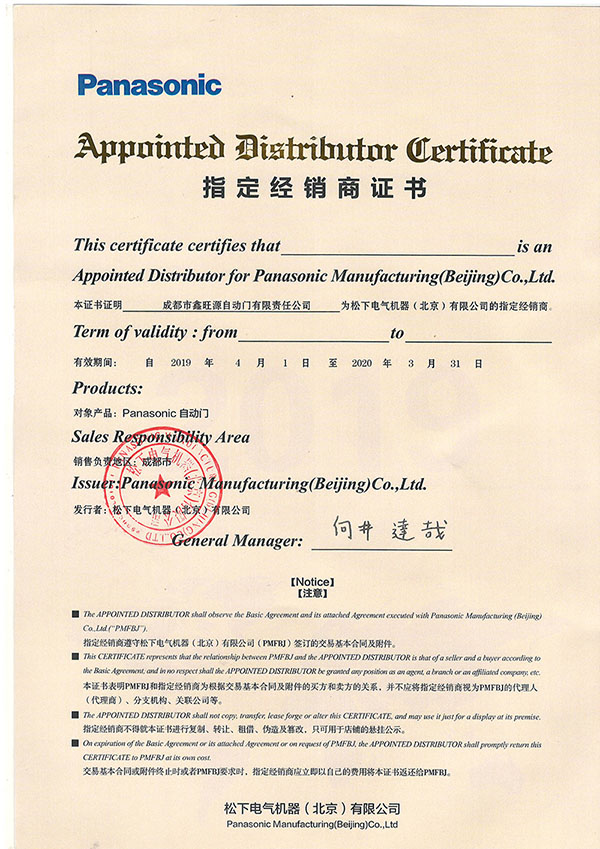 Panasonic
Appointed Distributor Certificate
指定经销商证书
This certificate certifies that is an
Appointed Distributor for Panasonic Manufacturing(Beijing)Co.,Ltd.
本证书证明 成都市鑫旺源自动门有限责任公司 为松下电气机器（北京）有限公司的指定经销商。
Term of validity : from to
有效期间： 自 2019 年 4 月 1 日 至 2020 年 3 月 31 日
Products:
对象产品：Panasonic 自动门
Sales Responsibility Area
销售负责地区：成都市
Issuer:Panasonic Manufacturing(Beijing)Co.,Ltd.
发行者：松下电气机器（北京）有限公司
General Manager: 向井 達哉
【Notice】
【注意】
■ The APPOINTED DISTRIBUTOR shall observe the Basic Agreement and its attached Agreement executed with Panasonic Manufacturing (Beijing)
Co.,Ltd.("PMFBJ").
指定经销商遵守松下电气机器（北京）有限公司（PMFBJ）签订的交易基本合同及附件。
■ This CERTIFICATE represents that the relationship between PMFBJ and the APPOINTED DISTRIBUTOR is that of a seller and a buyer according to
the Basic Agreement, and in no respect shall the APPOINTED DISTRIBUTOR be granted any position as an agent, a branch or an affiliated company, etc.
本证书表明PMFBJ和指定经销商为根据交易基本合同及附件的买方和卖方的关系，并不应将指定经销商视为PMFBJ的代理人
（代理商）、分支机构、关联公司等。
■ The APPOINTED DISTRIBUTOR shall not copy, transfer, lease forge or alter this CERTIFICATE, and may use it just for a display at its premise.
指定经销商不得就本证书进行复制、转让、租借、伪造及篡改，只可用于店铺的悬挂公示。
■ On expiration of the Basic Agreement or its attached Agreement or on request of PMFBJ, the APPOINTED DISTRIBUTOR shall promptly return this
CERTIFICATE to PMFBJ at its own cost.
交易基本合同或附件终止时或者PMFBJ要求时，指定经销商应立即以自己的费用将本证书返还给PMFBJ。
松下电气机器（北京）有限公司
Panasonic Manufacturing(Beijing)Co.,Ltd